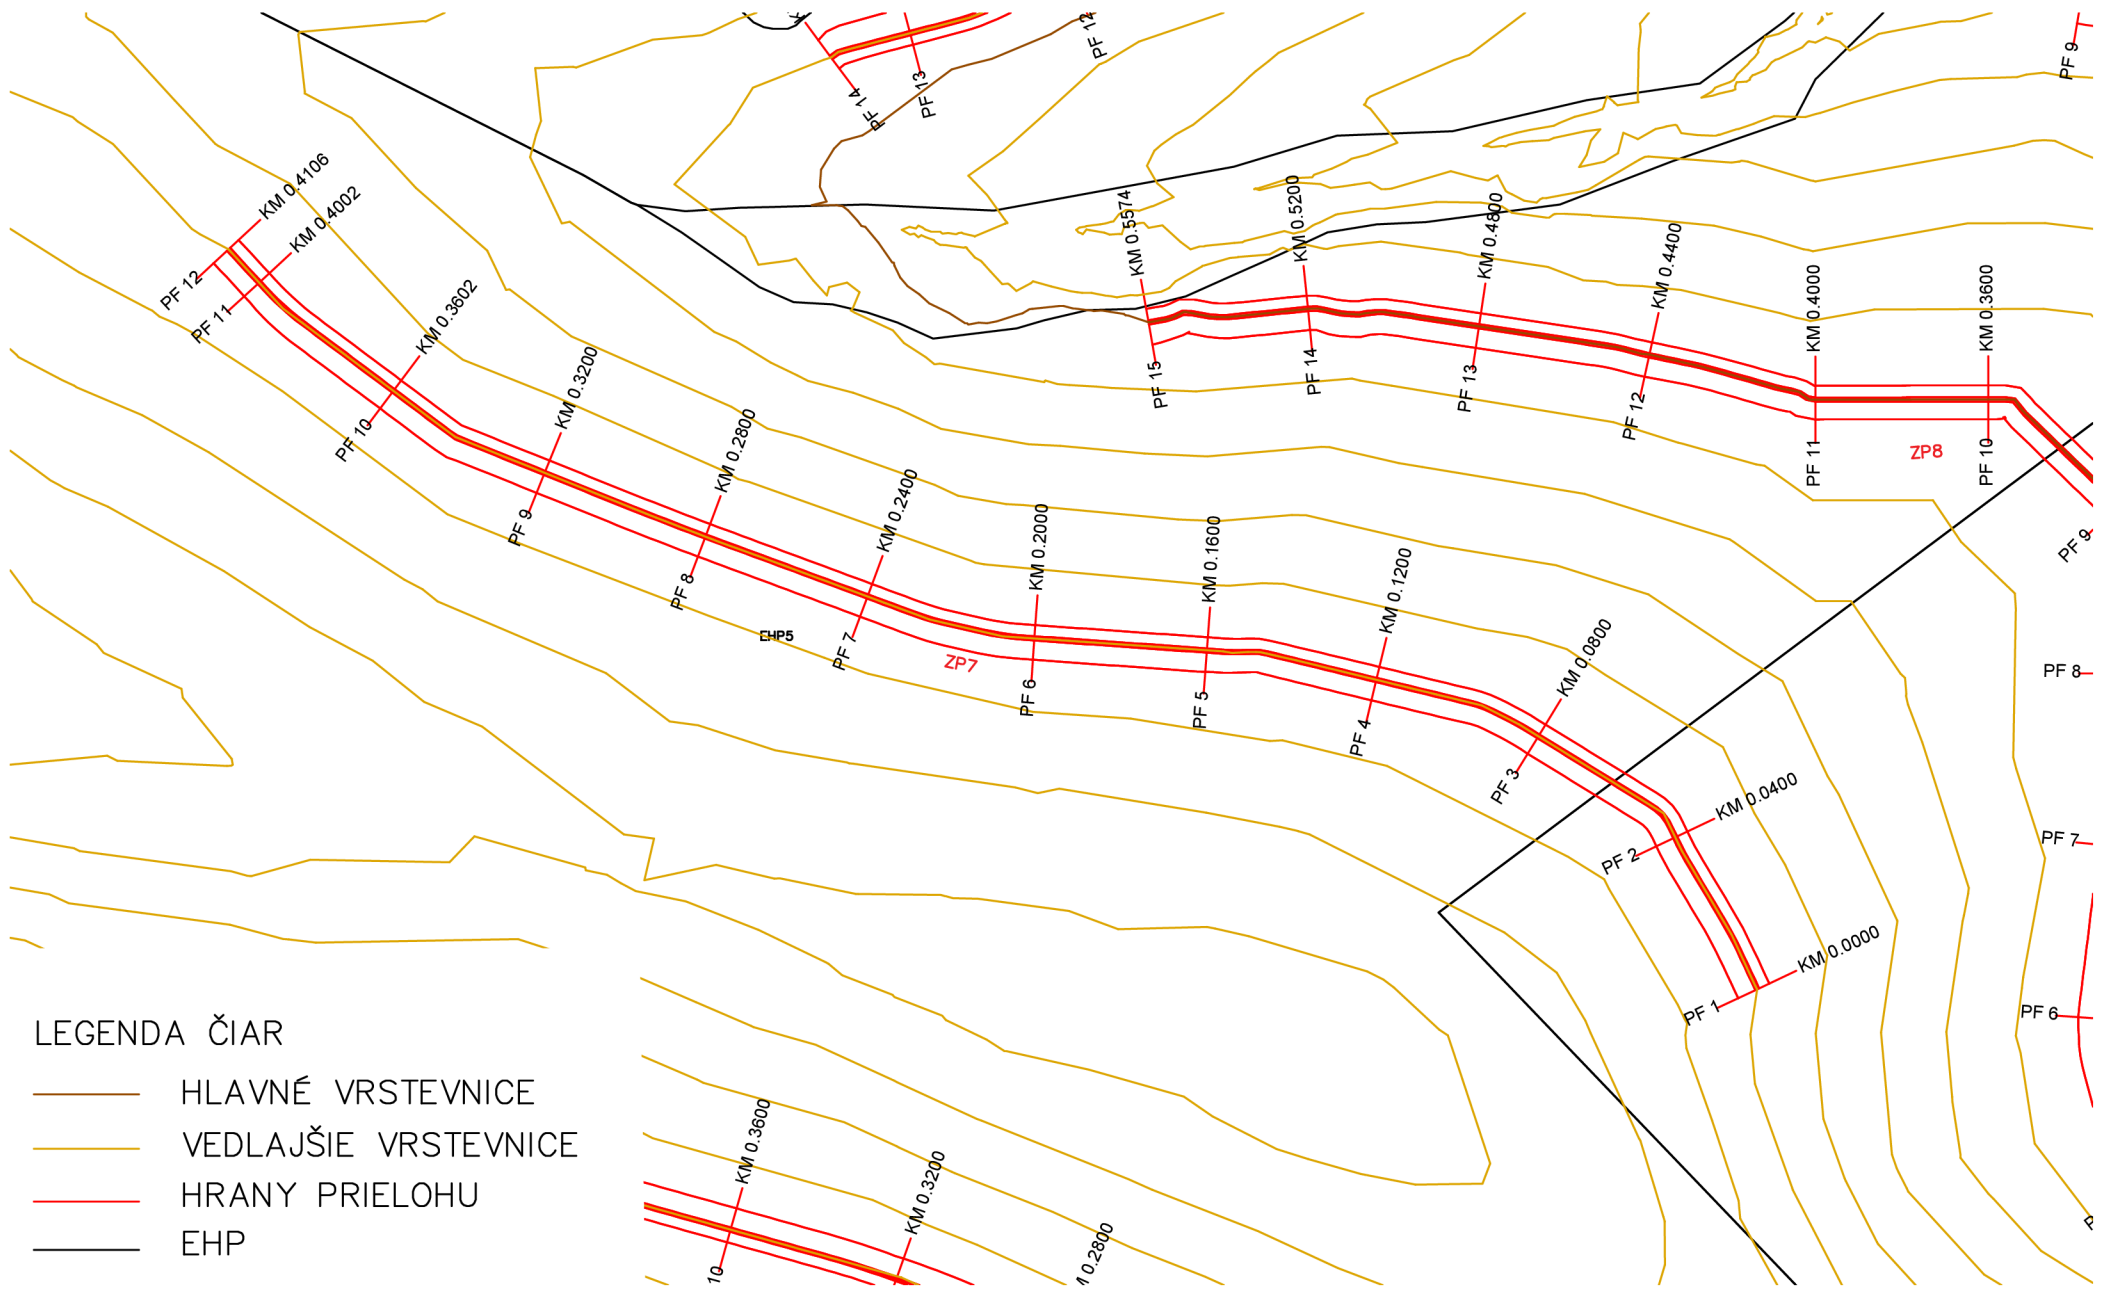 PF 14
PF 13
PF 12
PF 9
KM 0.4106
KM 0.4002
PF 12
PF 11
KM 0.3602
PF 10
KM 0.3200
PF 9
KM 0.2800
PF 8
KM 0.2400
PF 7
KM 0.2000
PF 6
KM 0.1600
PF 5
KM 0.1200
PF 4
KM 0.0800
PF 3
KM 0.0400
PF 2
KM 0.0000
PF 1
EHP5
ZP7
KM 0.5574
PF 15
KM 0.5200
PF 14
KM 0.4800
PF 13
KM 0.4400
PF 12
KM 0.4000
PF 11
KM 0.3600
PF 10
ZP8
PF 9
PF 8
PF 7
PF 6
LEGENDA ČIAR
HLAVNÉ VRSTEVNICE
VEDLAJŠIE VRSTEVNICE
HRANY PRIELOHU
EHP
KM 0.3600
10
KM 0.3200
0.2800